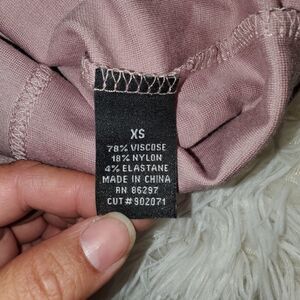 XS
78% VISCOSE
18% NYLON
4% ELASTANE
MADE IN CHINA
RN 86297
CUT # 902071